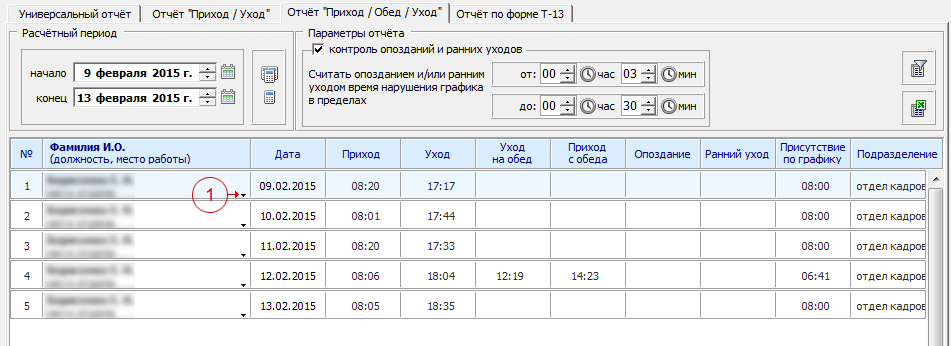 Универсальный отчёт Отчёт "Приход / Уход" Отчёт "Приход / Обед / Уход" Отчёт по форме Т-13
Расчётный период
начало 9 февраля 2015 г.
конец 13 февраля 2015 г.
Параметры отчёта
контроль опозданий и ранних уходов
Считать опозданием и/или ранним
уходом время нарушения графика
в пределах
от: 00 час 03 мин
до: 00 час 30 мин
№ Фамилия И.О. (должность, место работы) Дата Приход Уход Уход на обед Приход с обеда Опоздание Ранний уход Присутствие по графику Подразделение
1 1 09.02.2015 08:20 17:17 08:00 отдел кадров
2 10.02.2015 08:01 17:44 08:00 отдел кадров
3 11.02.2015 08:20 17:33 08:00 отдел кадров
4 12.02.2015 08:06 18:04 12:19 14:23 06:41 отдел кадров
5 13.02.2015 08:05 18:35 08:00 отдел кадров